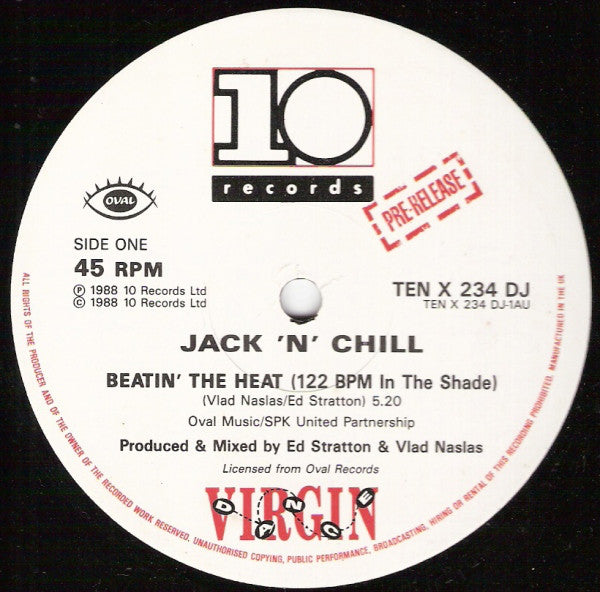 10
records
OVAL
PRE-RELEASE
SIDE ONE
45 RPM
℗ 1988 10 Records Ltd
© 1988 10 Records Ltd
TEN X 234 DJ
TEN X 234 DJ-1AU
JACK 'N' CHILL
BEATIN' THE HEAT (122 BPM In The Shade)
(Vlad Naslas/Ed Stratton) 5.20
Oval Music/SPK United Partnership
Produced & Mixed by Ed Stratton & Vlad Naslas
Licensed from Oval Records
VIRGIN
DANCE
ALL RIGHTS OF THE PRODUCER AND OF THE OWNER OF THE RECORDED WORK RESERVED, UNAUTHORISED COPYING, PUBLIC PERFORMANCE, BROADCASTING, HIRING OR RENTAL OF THIS RECORDING PROHIBITED. MANUFACTURED IN THE UK